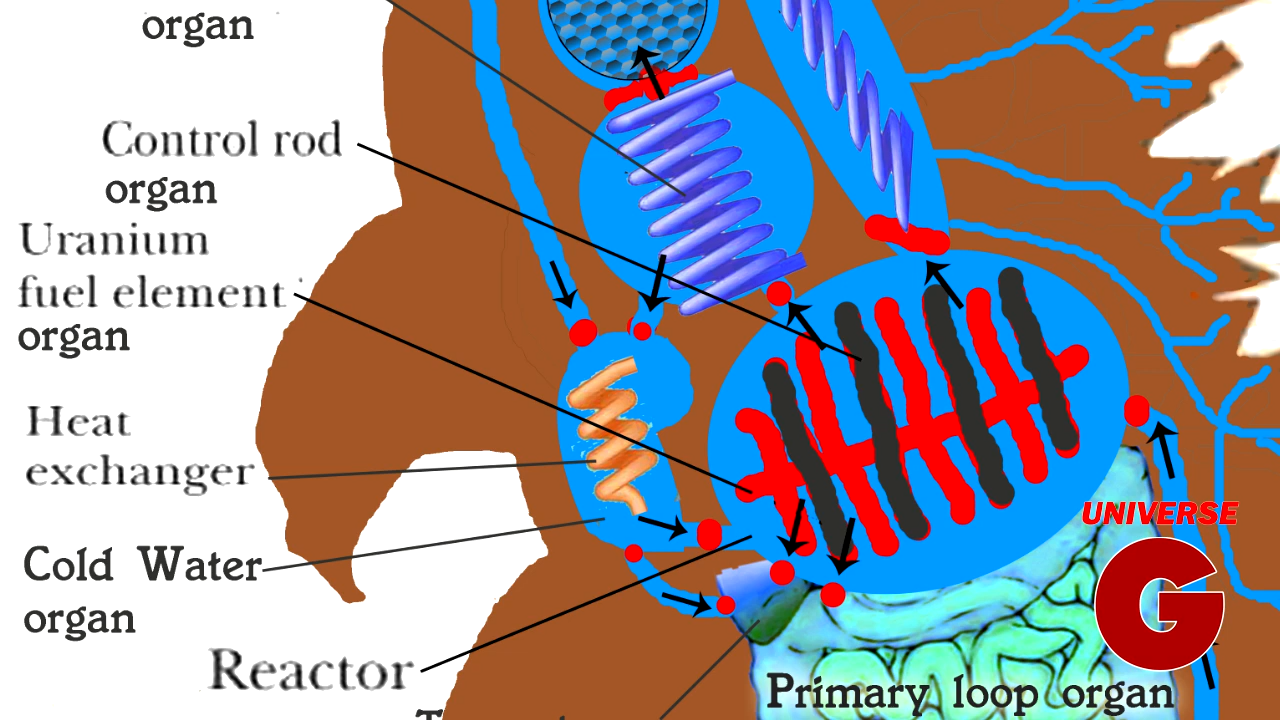 organ
Control rod
organ
Uranium
fuel element
organ
Heat
exchanger
Cold Water
organ
Reactor
UNIVERSE
G
Primary loop organ